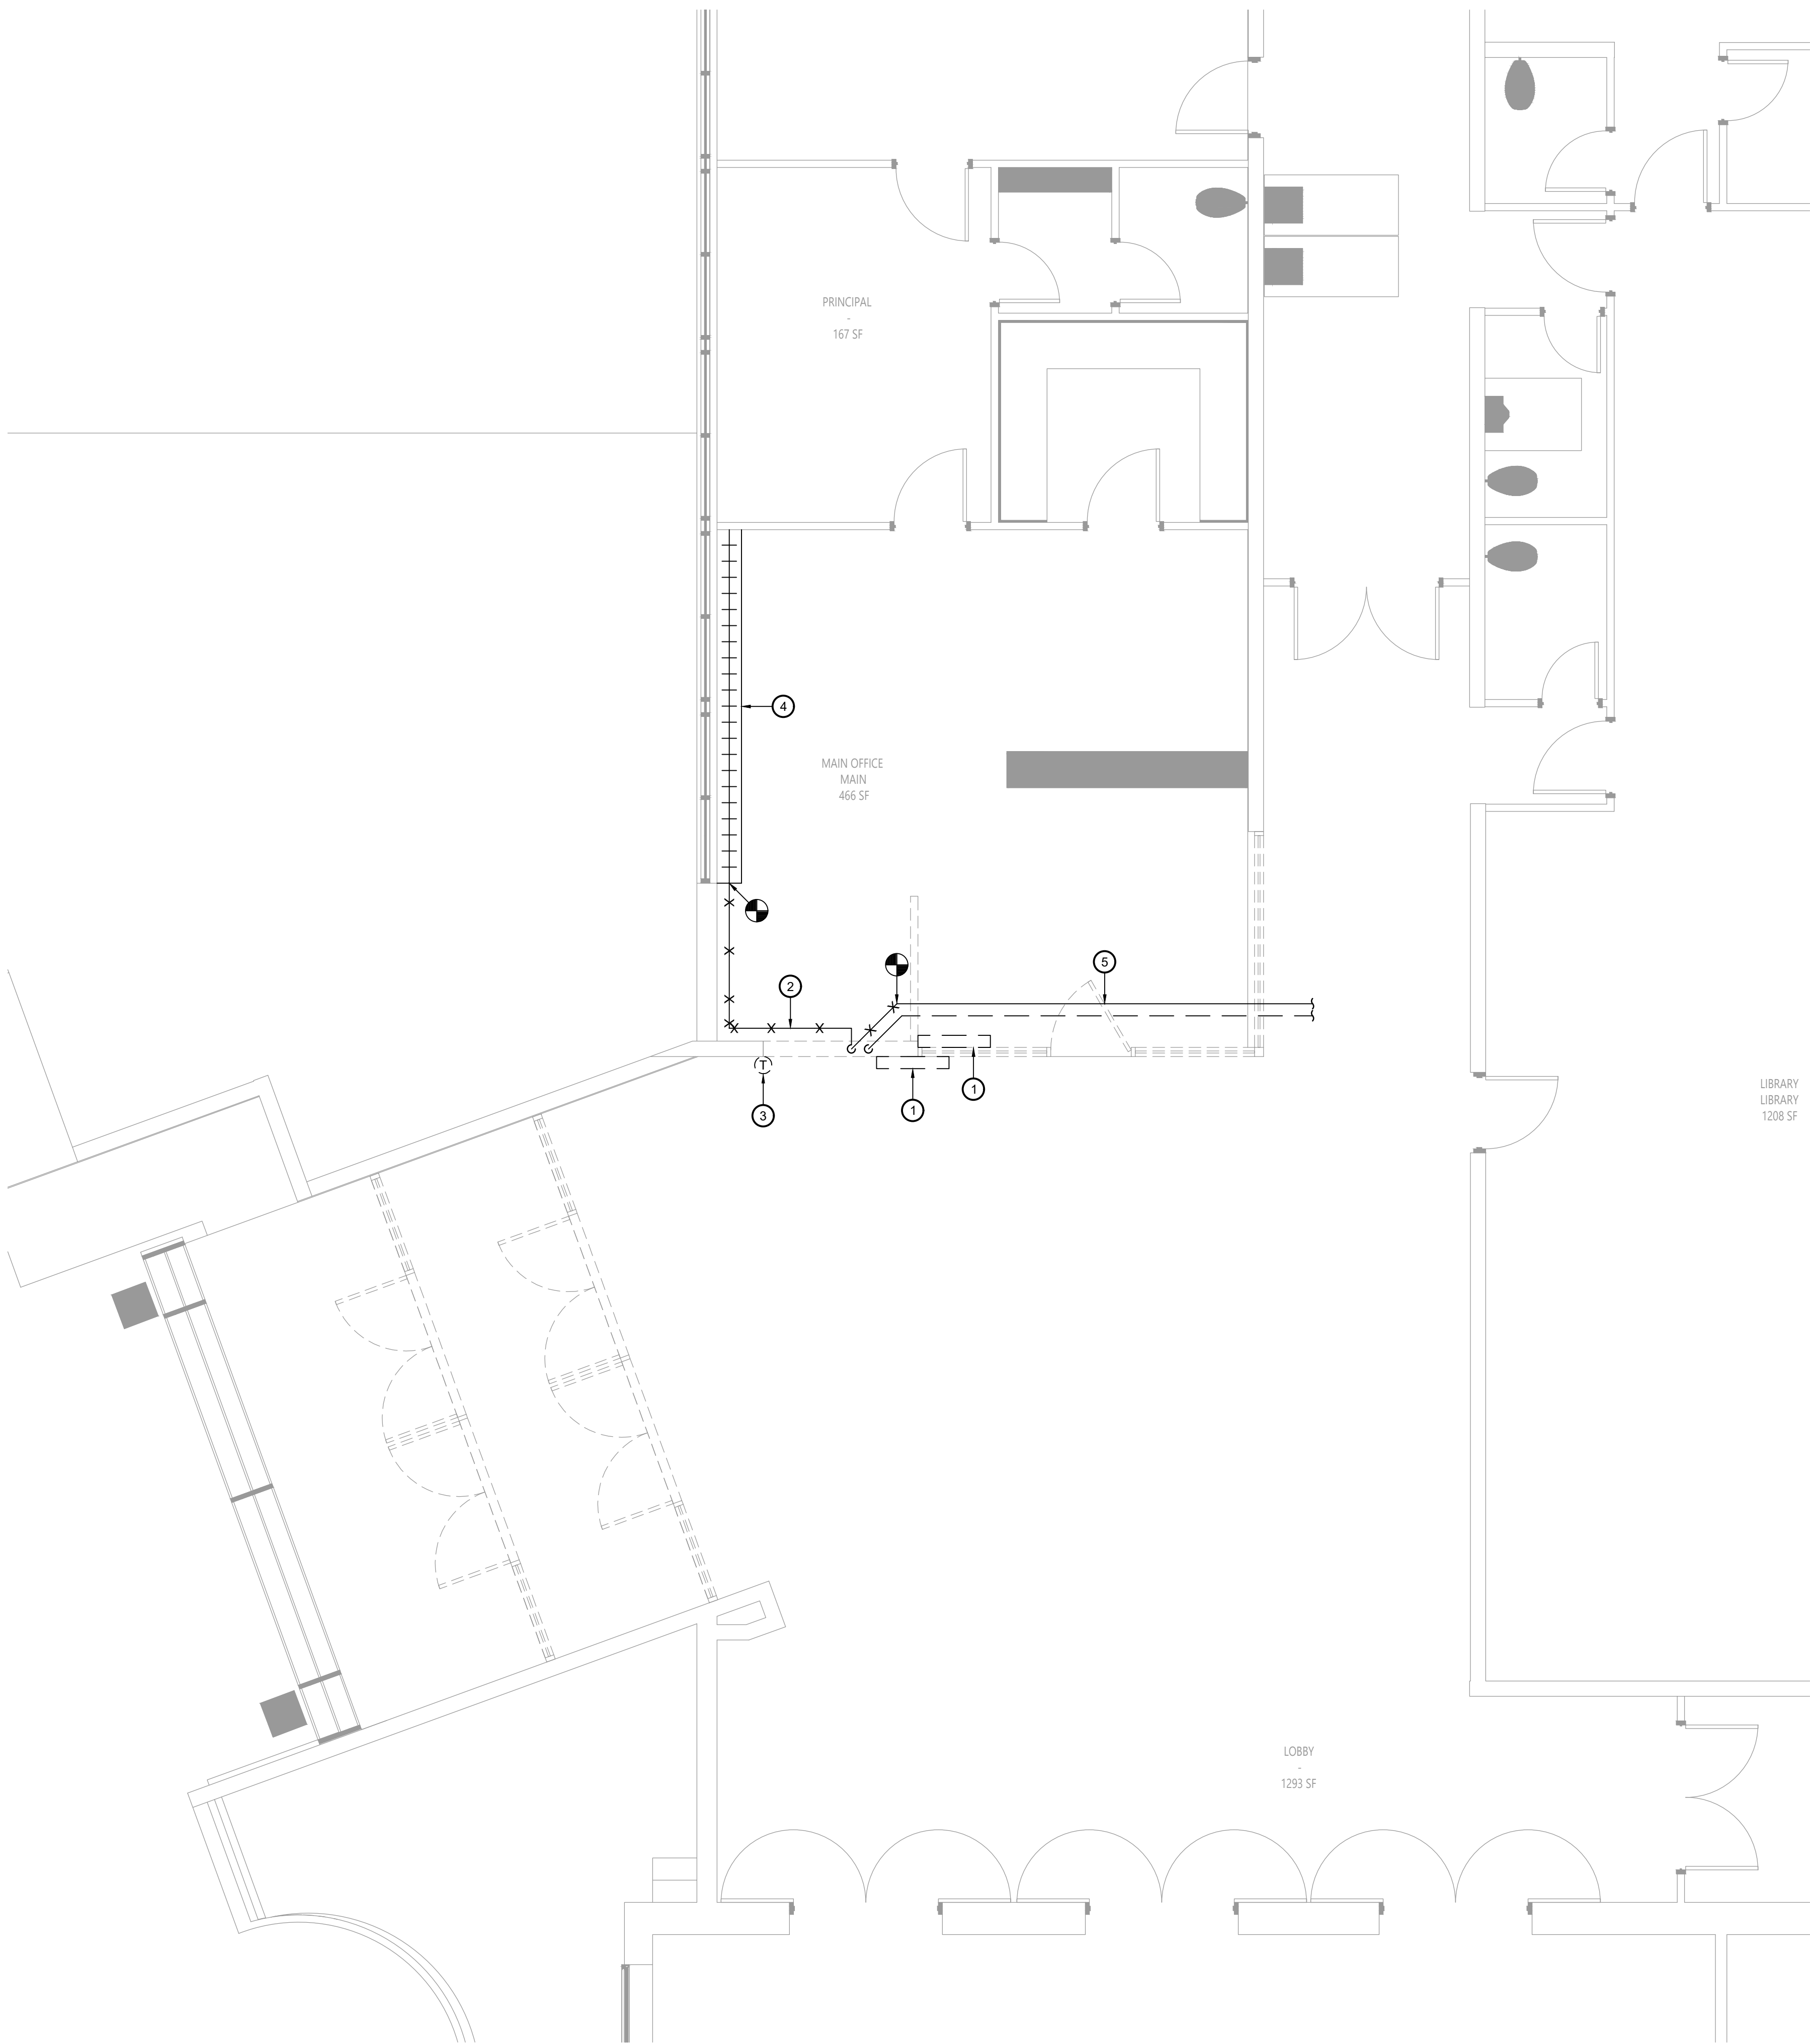 PRINCIPAL
-
167 SF
4
MAIN OFFICE
MAIN
466 SF
5
2
T
3
1
1
LIBRARY
LIBRARY
1208 SF
LOBBY
-
1293 SF